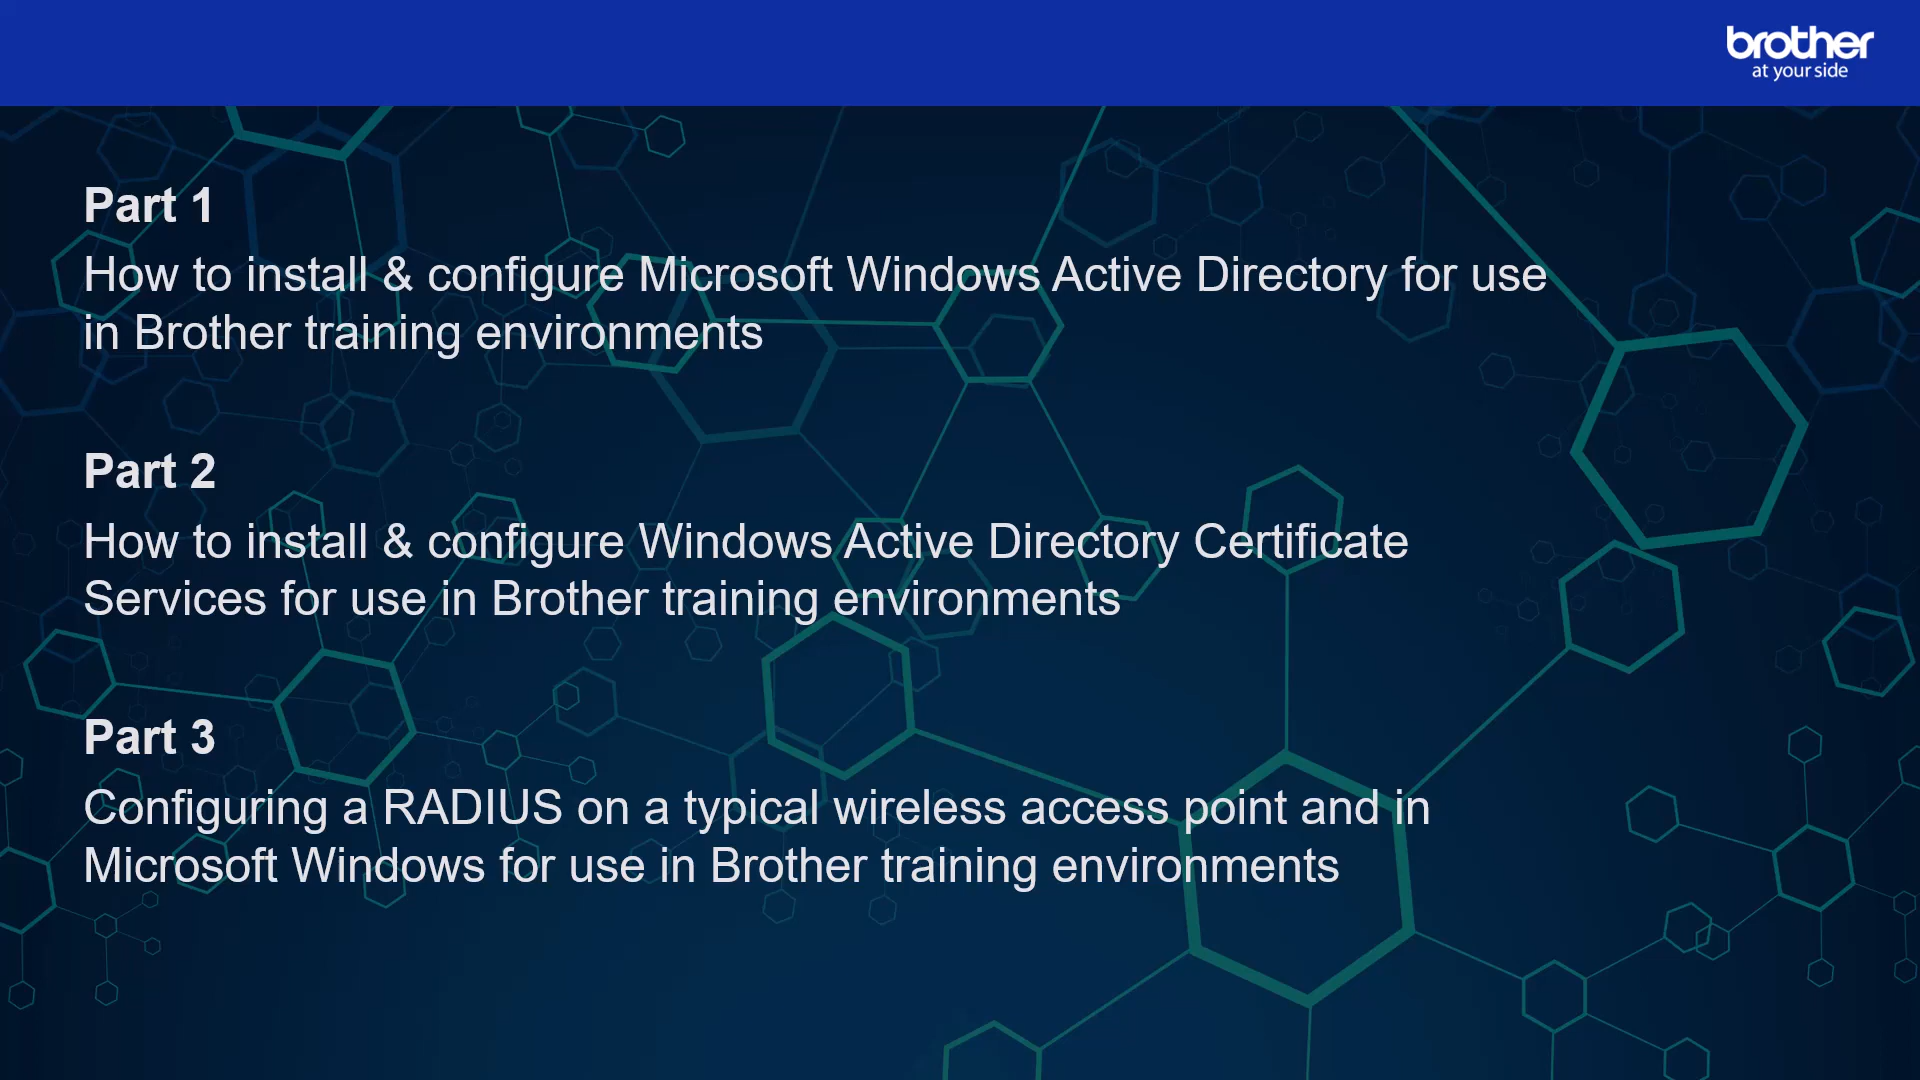 brother
at your side
Part 1
How to install & configure Microsoft Windows Active Directory for use
in Brother training environments
Part 2
How to install & configure Windows Active Directory Certificate
Services for use in Brother training environments
Part 3
Configuring a RADIUS on a typical wireless access point and in
Microsoft Windows for use in Brother training environments